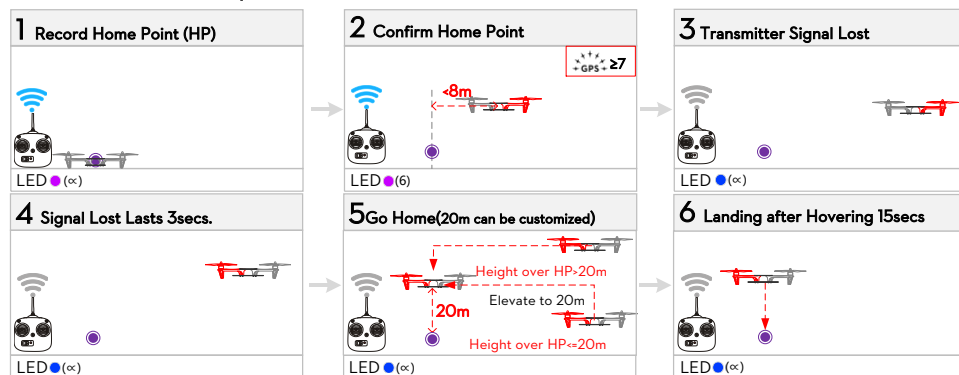 1 Record Home Point (HP)
LED ●(∝)
2 Confirm Home Point
GPS ≥7
<8m
LED ●(6)
3 Transmitter Signal Lost
LED ●(∝)
4 Signal Lost Lasts 3secs.
LED ●(∝)
5Go Home(20m can be customized)
Height over HP>20m
Elevate to 20m
20m
Height over HP<=20m
LED ●(∝)
6 Landing after Hovering 15secs
LED●(∝)